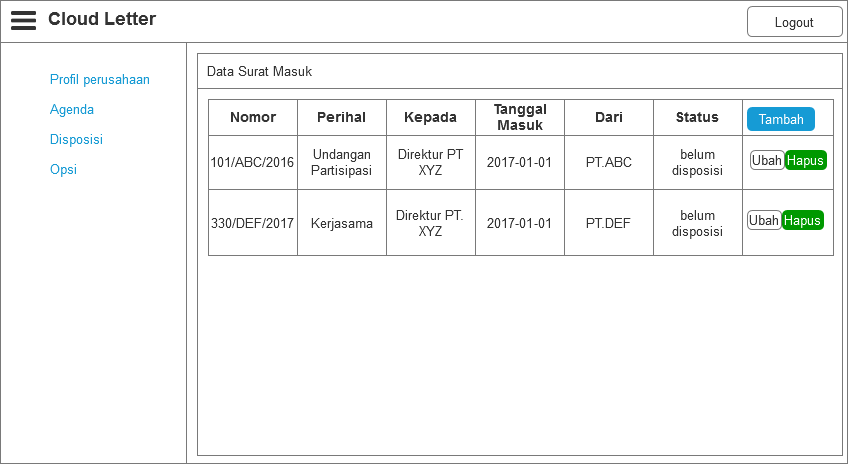 Cloud Letter
Logout
Profil perusahaan
Agenda
Disposisi
Opsi
Data Surat Masuk
Nomor Perihal Kepada Tanggal Masuk Dari Status Tambah
101/ABC/2016 Undangan Partisipasi Direktur PT XYZ 2017-01-01 PT.ABC belum disposisi Ubah Hapus
330/DEF/2017 Kerjasama Direktur PT. XYZ 2017-01-01 PT.DEF belum disposisi Ubah Hapus